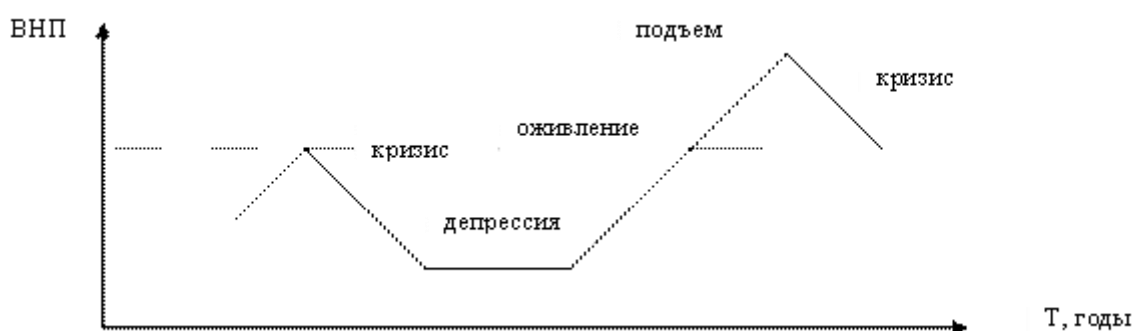 ВНП
подъем
кризис
оживление
кризис
депрессия
Т, годы